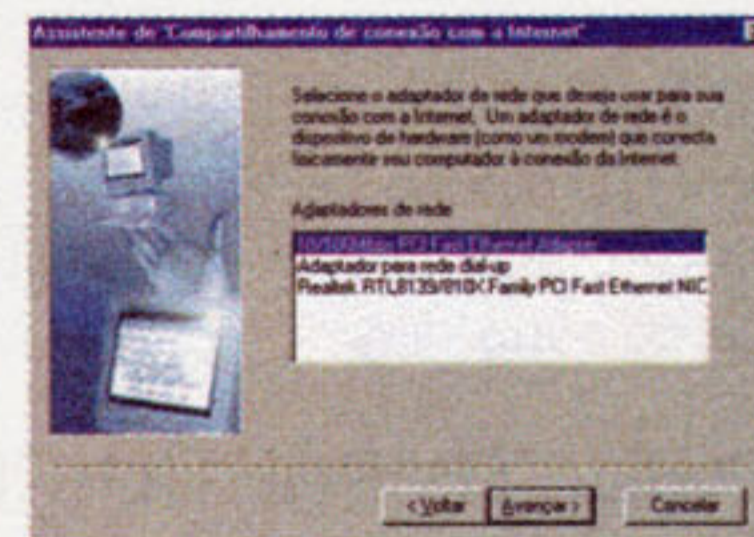 Assistente de "Compartilhamento de conexão com a Internet"
Selecione o adaptador de rede que deseja usar para sua
conexão com a Internet. Um adaptador de rede é o
dispositivo de hardware (como um modem) que conecta
fisicamente seu computador à conexão da Internet.
Adaptadores de rede
10/100Mbps PCI Fast Ethernet Adapter
Adaptador para rede dial-up
Realtek RTL8139/810X Family PCI Fast Ethernet NIC
< Voltar
Avançar >
Cancelar